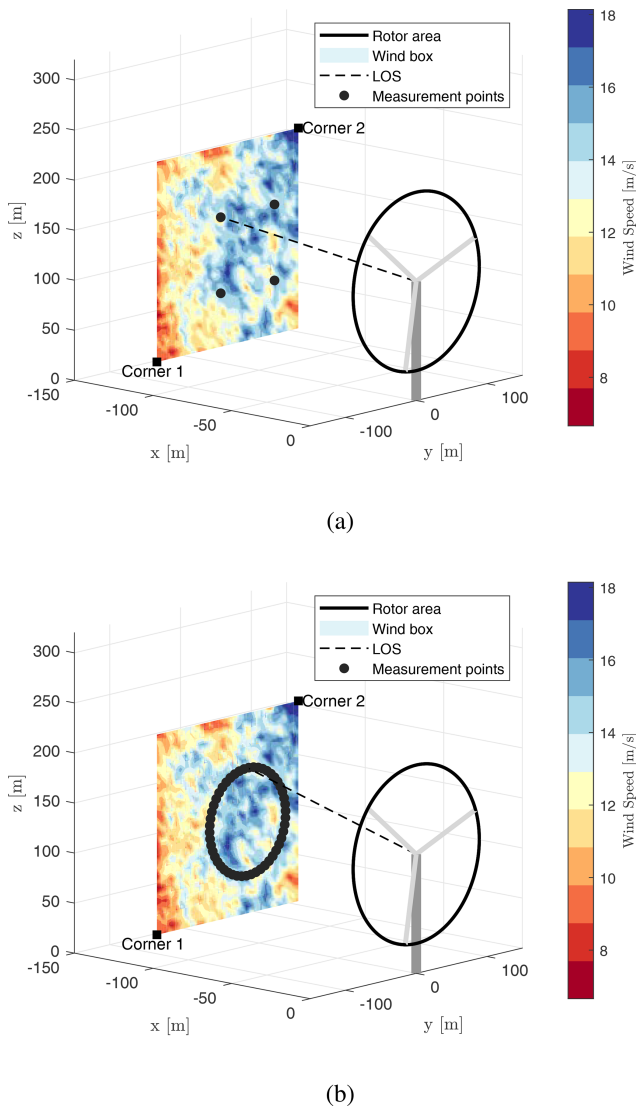 18
Rotor area
Wind box
LOS
Measurement points
300
16
250
Corner 2
200
14
z [m]
150
Wind Speed [m/s]
12
100
10
50
Corner 1
0
8
-150
-100
100
-50
0
-100
0
x [m]
y [m]
(a)
18
Rotor area
Wind box
LOS
Measurement points
300
16
250
Corner 2
200
14
z [m]
150
Wind Speed [m/s]
12
100
10
50
Corner 1
0
8
-150
-100
100
-50
0
-100
0
x [m]
y [m]
(b)